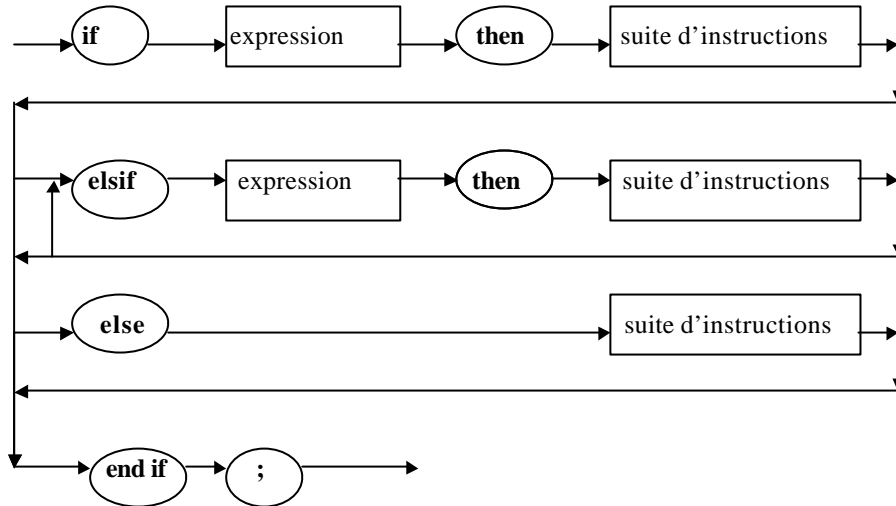 if expression then suite d'instructions
elsif expression then suite d'instructions
else suite d'instructions
end if ;